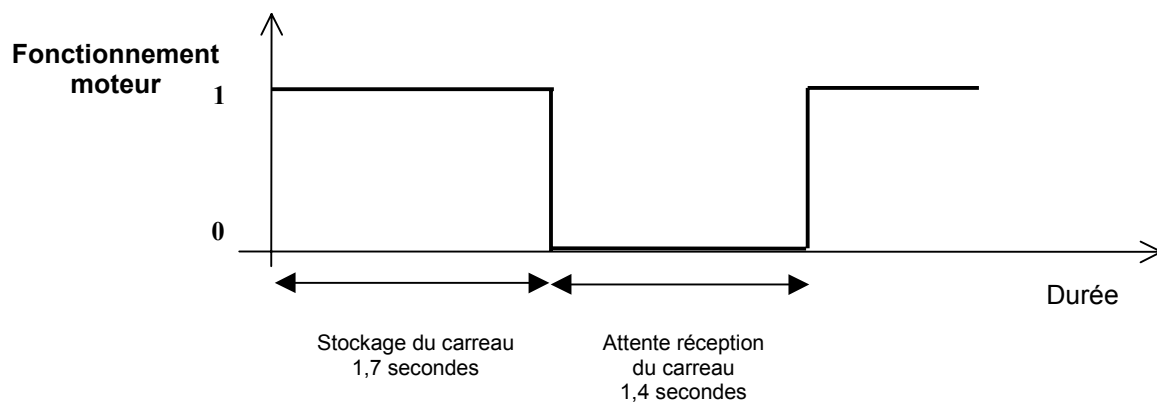 Fonctionnement
moteur
1
0
Durée
Stockage du carreau
1,7 secondes
Attente réception
du carreau
1,4 secondes